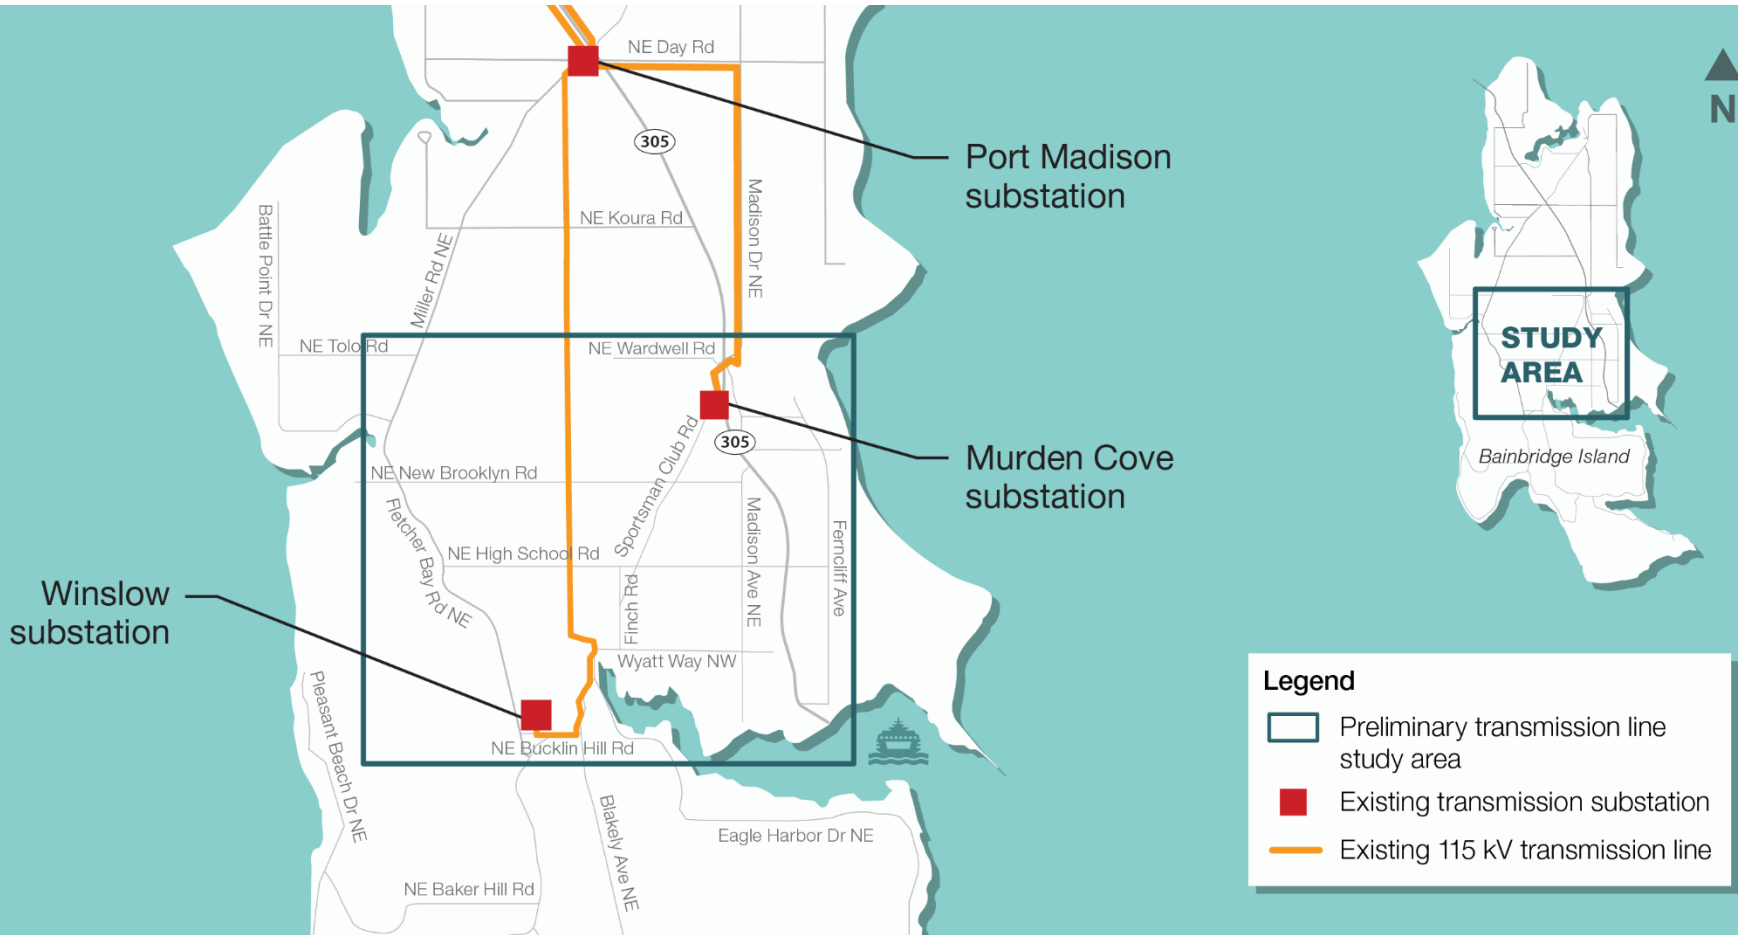 NE Day Rd
305
Port Madison
substation
Madison Dr NE
NE Koura Rd
Battle Point Dr NE
Miller Rd NE
NE Tolo Rd
NE Wardwell Rd
305
Sportsman Club Rd
Murden Cove
substation
NE New Brooklyn Rd
Fletcher Bay Rd NE
NE High School Rd
Madison Ave NE
Ferncliff Ave
Finch Rd
Wyatt Way NW
Winslow
substation
Pleasant Beach Dr NE
NE Bucklin Hill Rd
Blakely Ave NE
Eagle Harbor Dr NE
NE Baker Hill Rd
N
STUDY
AREA
Bainbridge Island
Legend
Preliminary transmission line
study area
Existing transmission substation
Existing 115 kV transmission line